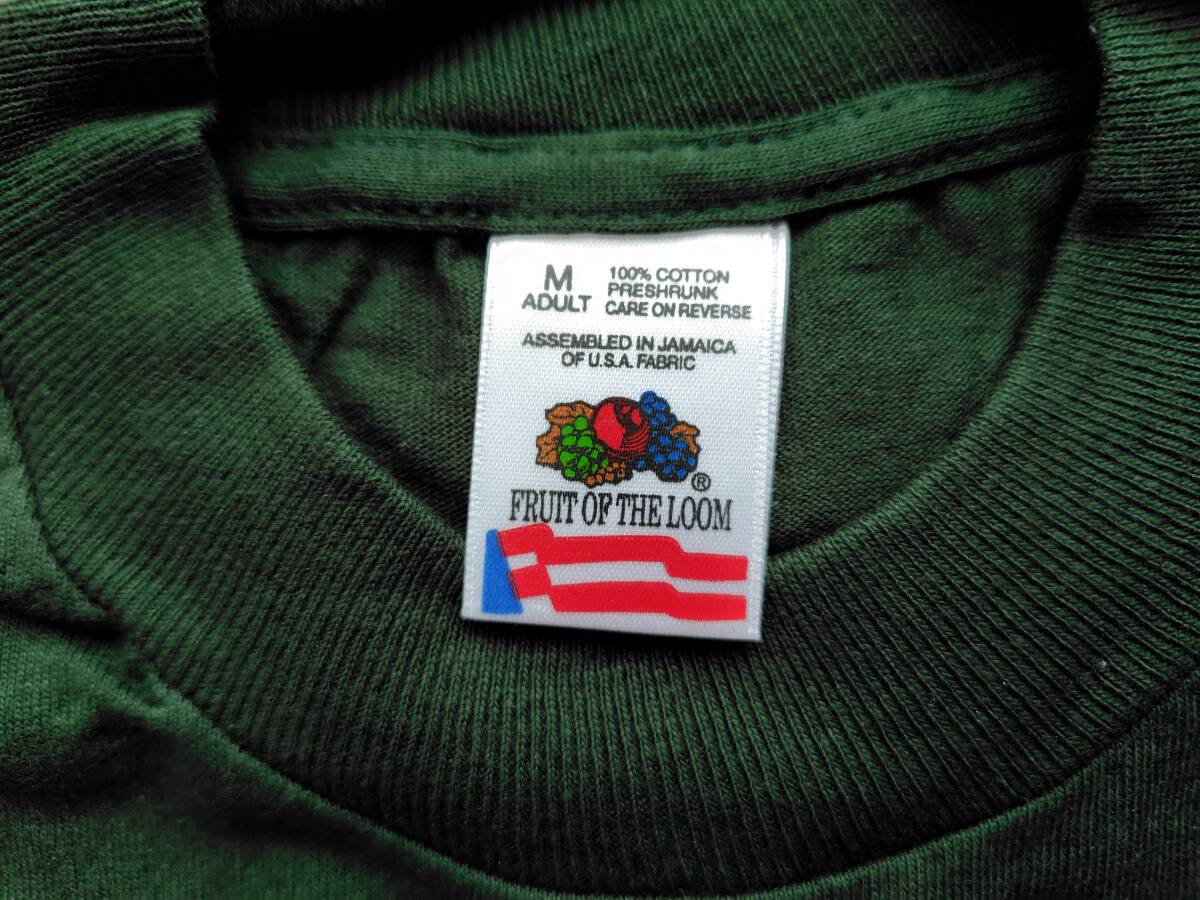 M
ADULT
100% COTTON
PRESHRUNK
CARE ON REVERSE
ASSEMBLED IN JAMAICA
OF U.S.A. FABRIC
®
FRUIT OF THE LOOM